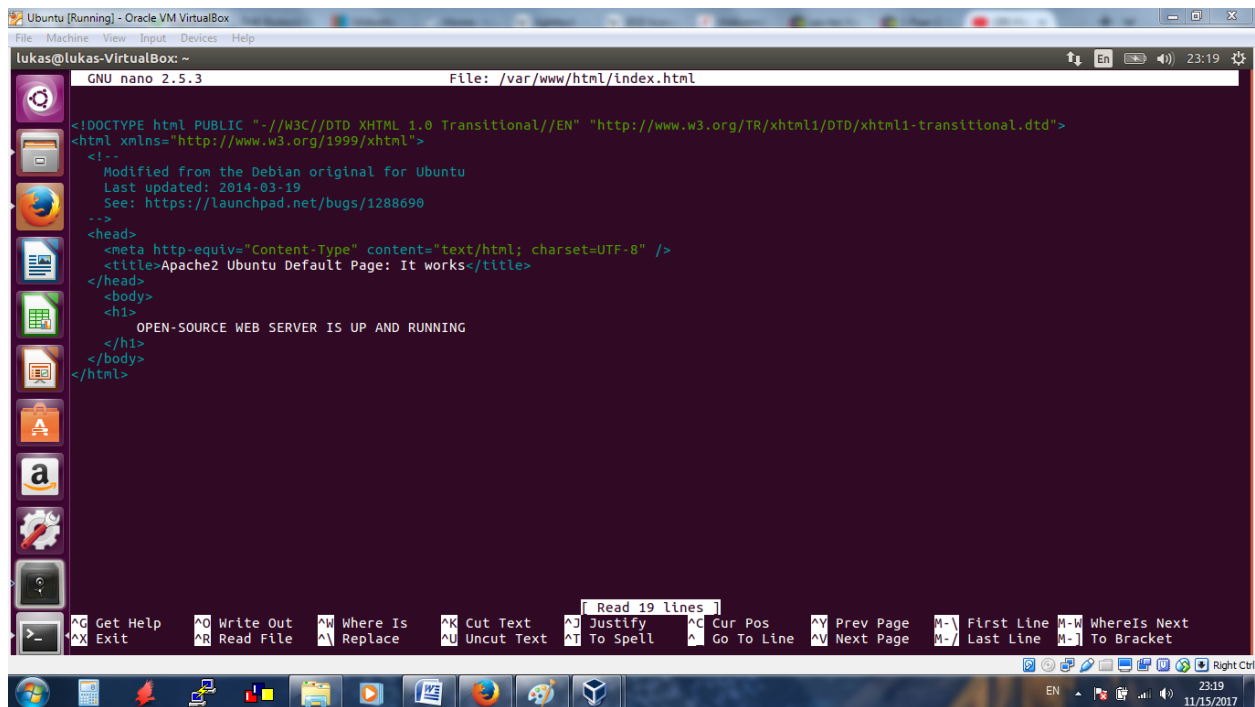 Ubuntu [Running] - Oracle VM VirtualBox
File Machine View Input Devices Help
lukas@lukas-VirtualBox: ~ En 23:19
GNU nano 2.5.3 File: /var/www/html/index.html
<!DOCTYPE html PUBLIC "-//W3C//DTD XHTML 1.0 Transitional//EN" "http://www.w3.org/TR/xhtml1/DTD/xhtml1-transitional.dtd">
<html xmlns="http://www.w3.org/1999/xhtml">
<!--
Modified from the Debian original for Ubuntu
Last updated: 2014-03-19
See: https://launchpad.net/bugs/1288690
-->
<head>
<meta http-equiv="Content-Type" content="text/html; charset=UTF-8" />
<title>Apache2 Ubuntu Default Page: It works</title>
</head>
<body>
<h1>
OPEN-SOURCE WEB SERVER IS UP AND RUNNING
</h1>
</body>
</html>
[ Read 19 lines ]
^G Get Help ^O Write Out ^W Where Is ^K Cut Text ^J Justify ^C Cur Pos ^Y Prev Page M-\ First Line M-W WhereIs Next
^X Exit ^R Read File ^\ Replace ^U Uncut Text ^T To Spell ^_ Go To Line ^V Next Page M-/ Last Line M-] To Bracket
Right Ctrl
EN 23:19
11/15/2017